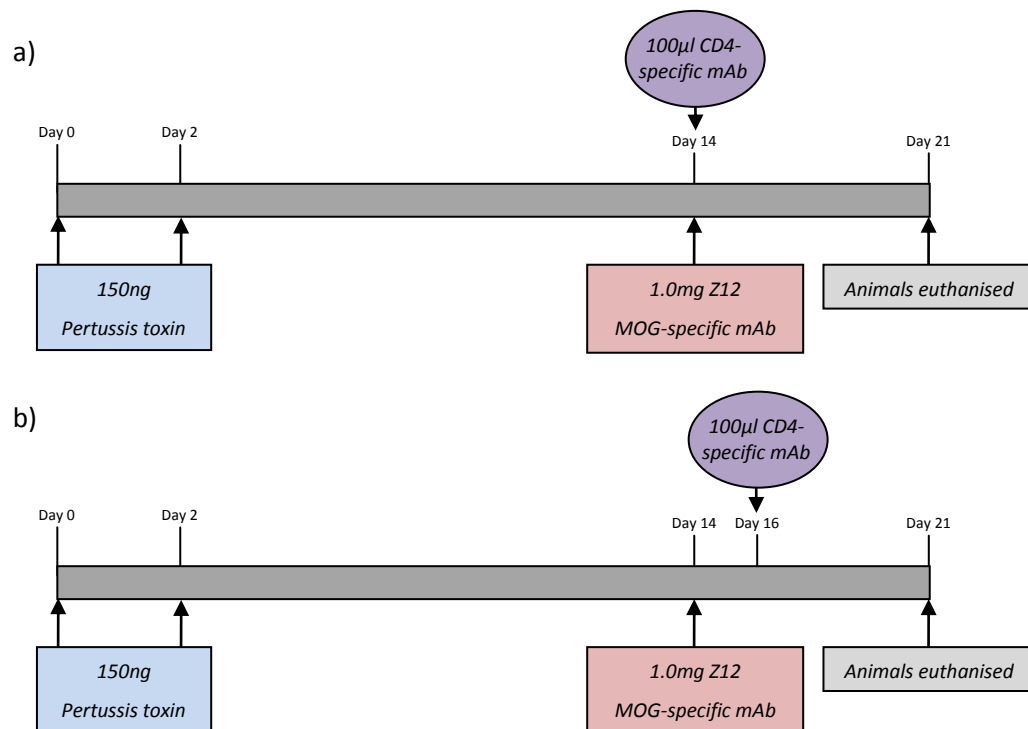 a)
100µl CD4-
specific mAb
Day 0
Day 2
Day 14
Day 21
150ng
Pertussis toxin
1.0mg Z12
MOG-specific mAb
Animals euthanised
b)
100µl CD4-
specific mAb
Day 0
Day 2
Day 14
Day 16
Day 21
150ng
Pertussis toxin
1.0mg Z12
MOG-specific mAb
Animals euthanised